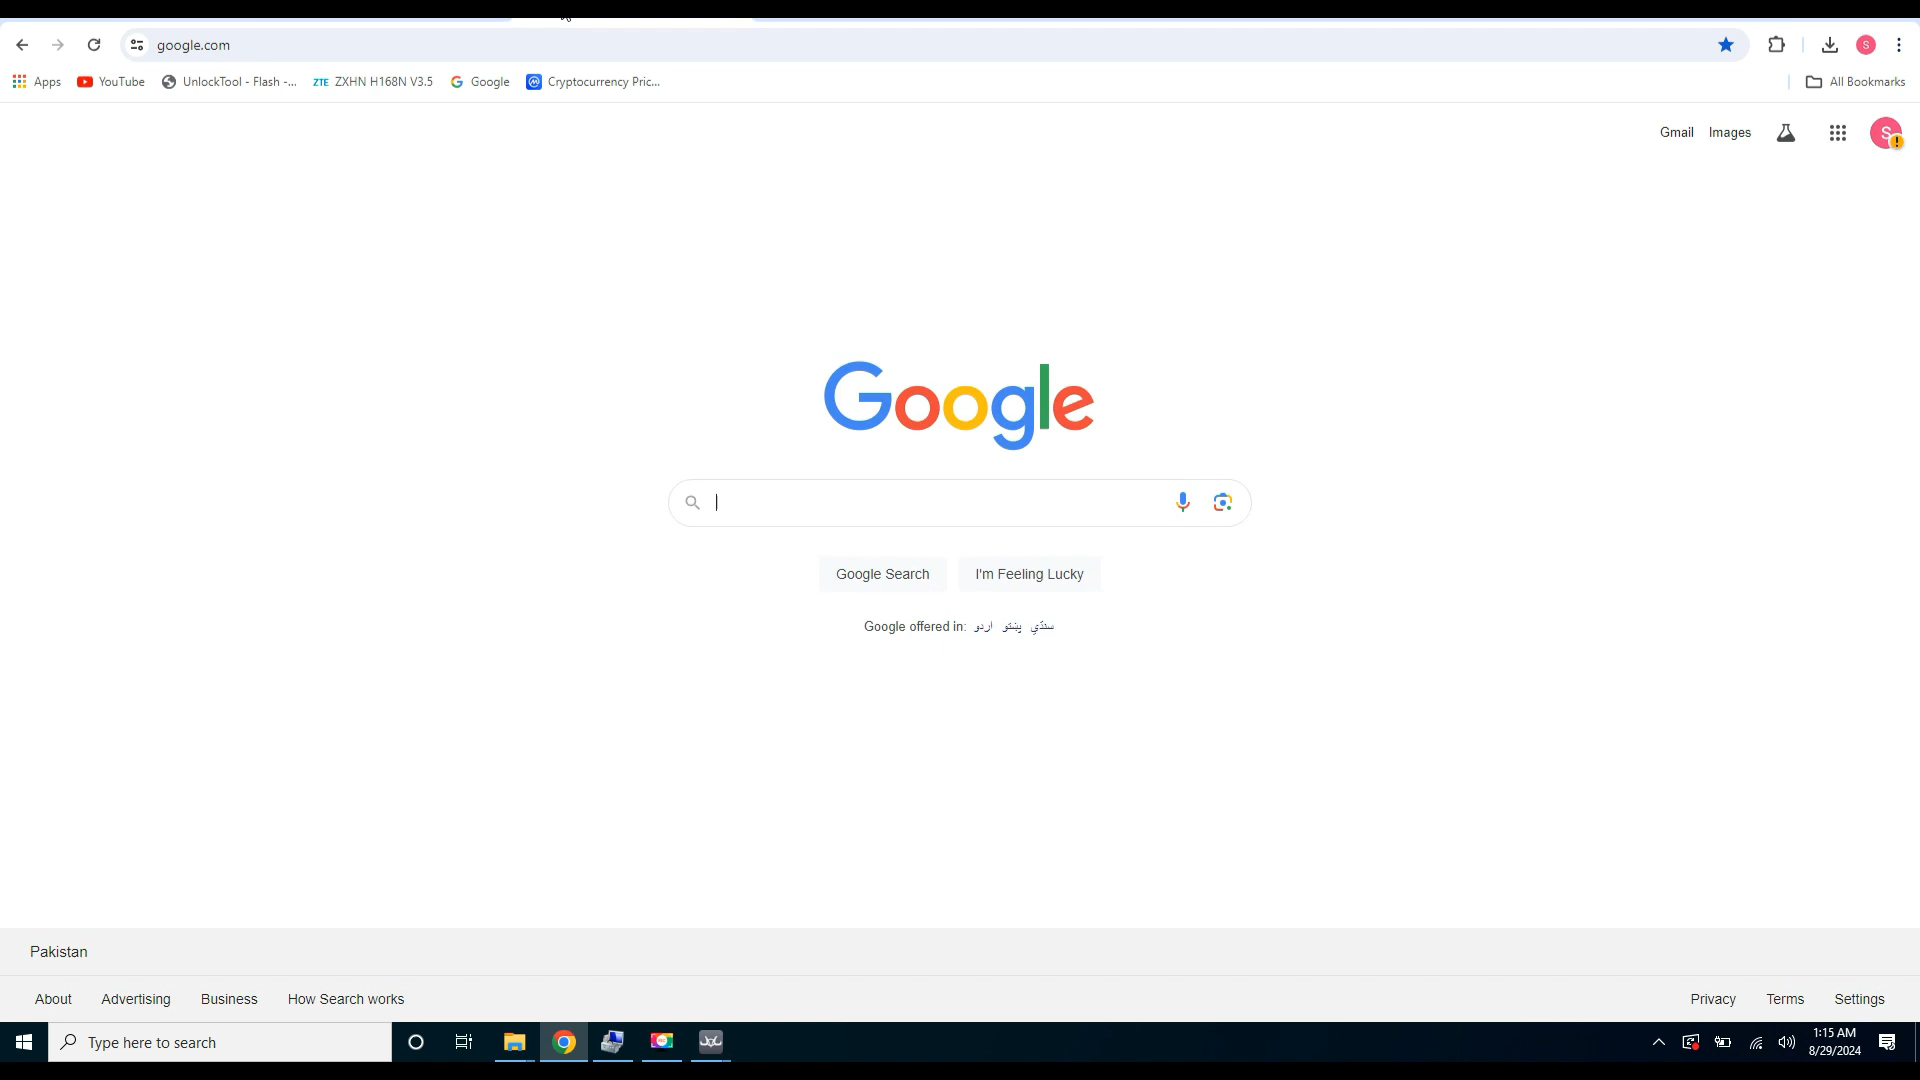 google.com
S
Apps YouTube UnlockTool - Flash -... ZTE ZXHN H168N V3.5 Google Cryptocurrency Pric... All Bookmarks
Gmail Images S
Google
Google Search I'm Feeling Lucky
Google offered in: اردو پښتو سنڌي
Pakistan
About Advertising Business How Search works Privacy Terms Settings
Type here to search 1:15 AM
8/29/2024